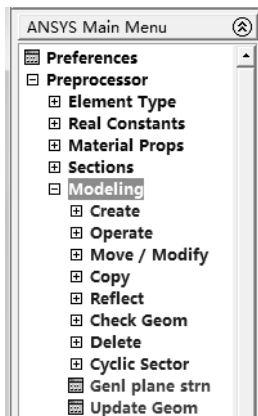 ANSYS Main Menu
Preferences
Preprocessor
Element Type
Real Constants
Material Props
Sections
Modeling
Create
Operate
Move / Modify
Copy
Reflect
Check Geom
Delete
Cyclic Sector
Genl plane strn
Update Geom